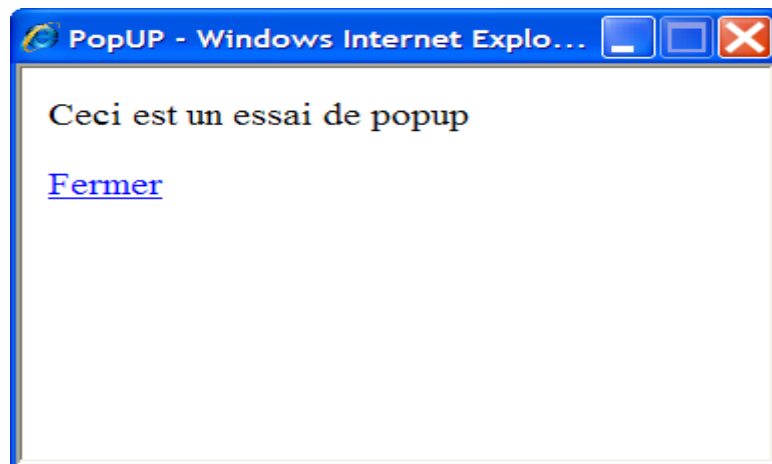 PopUP - Windows Internet Explo...
Ceci est un essai de popup
Fermer